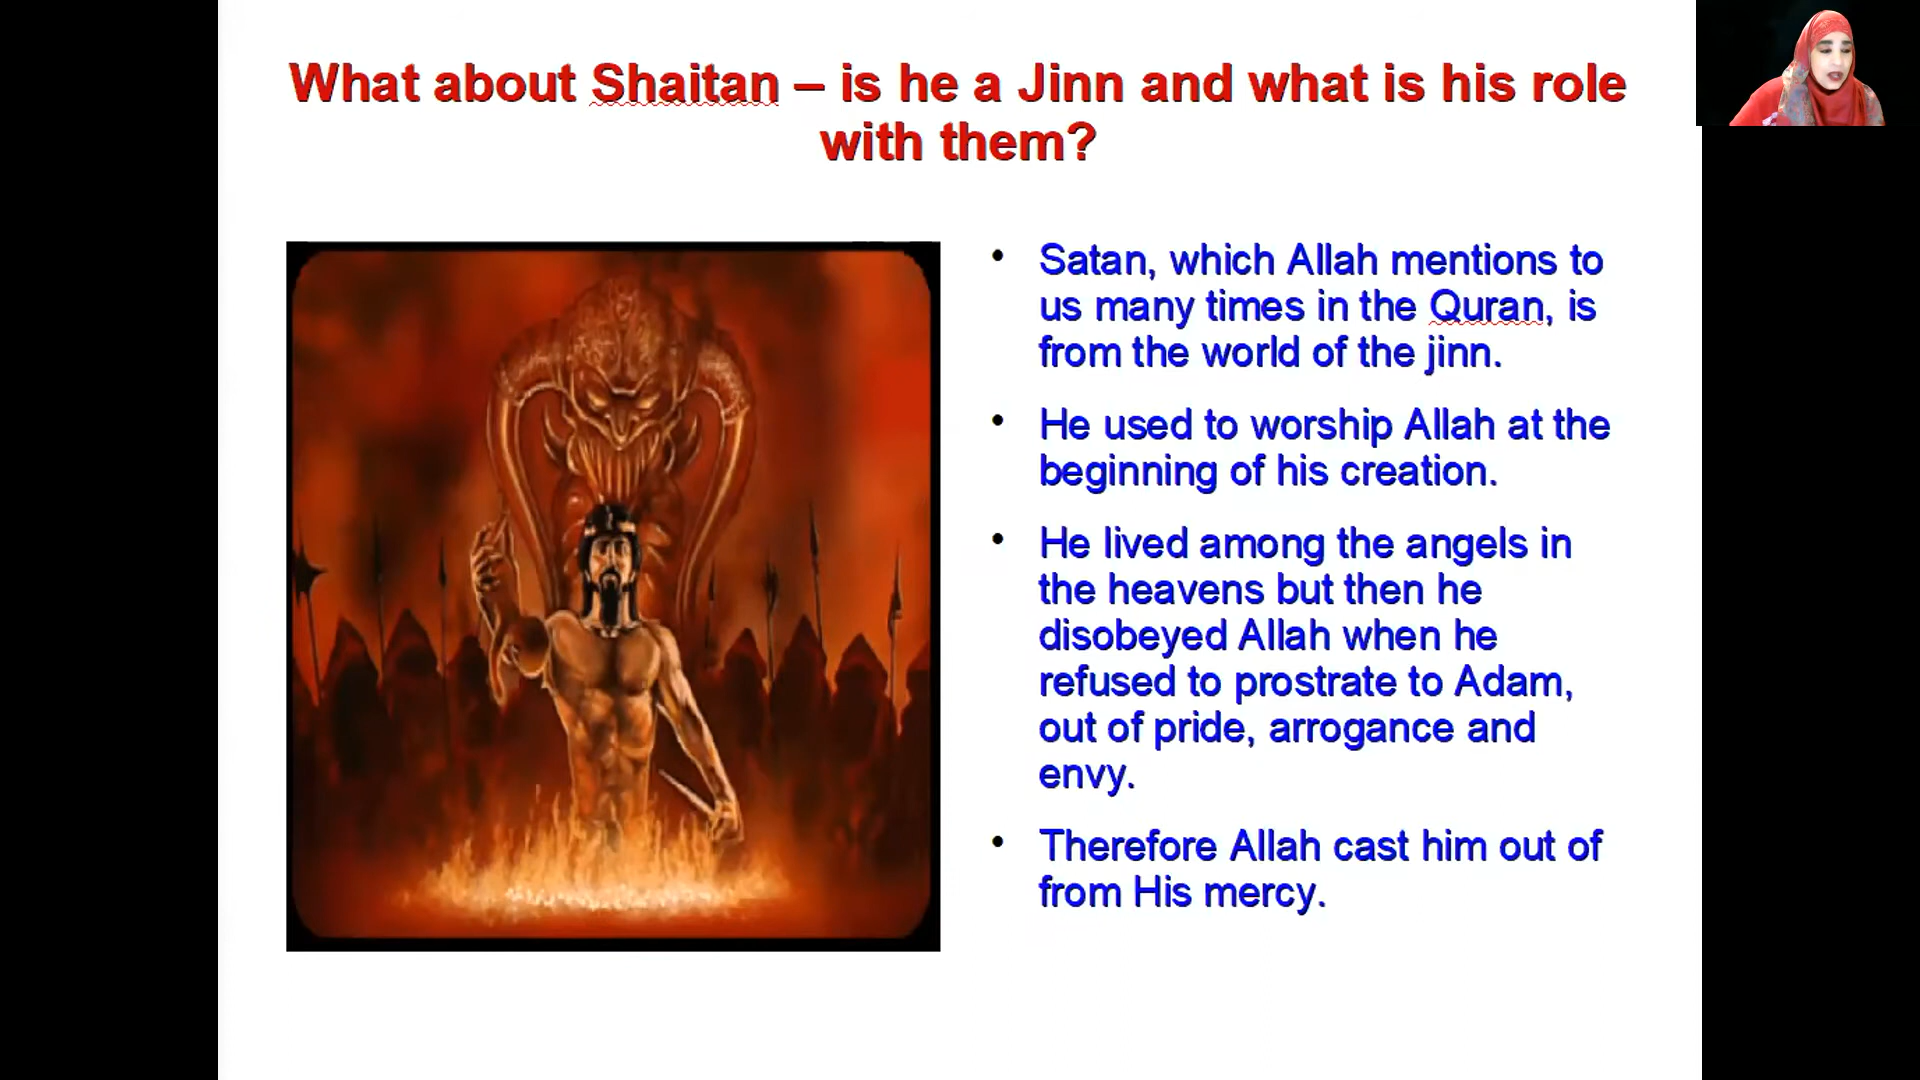 What about Shaitan – is he a Jinn and what is his role
with them?
• Satan, which Allah mentions to
us many times in the Quran, is
from the world of the jinn.
• He used to worship Allah at the
beginning of his creation.
• He lived among the angels in
the heavens but then he
disobeyed Allah when he
refused to prostrate to Adam,
out of pride, arrogance and
envy.
• Therefore Allah cast him out of
from His mercy.